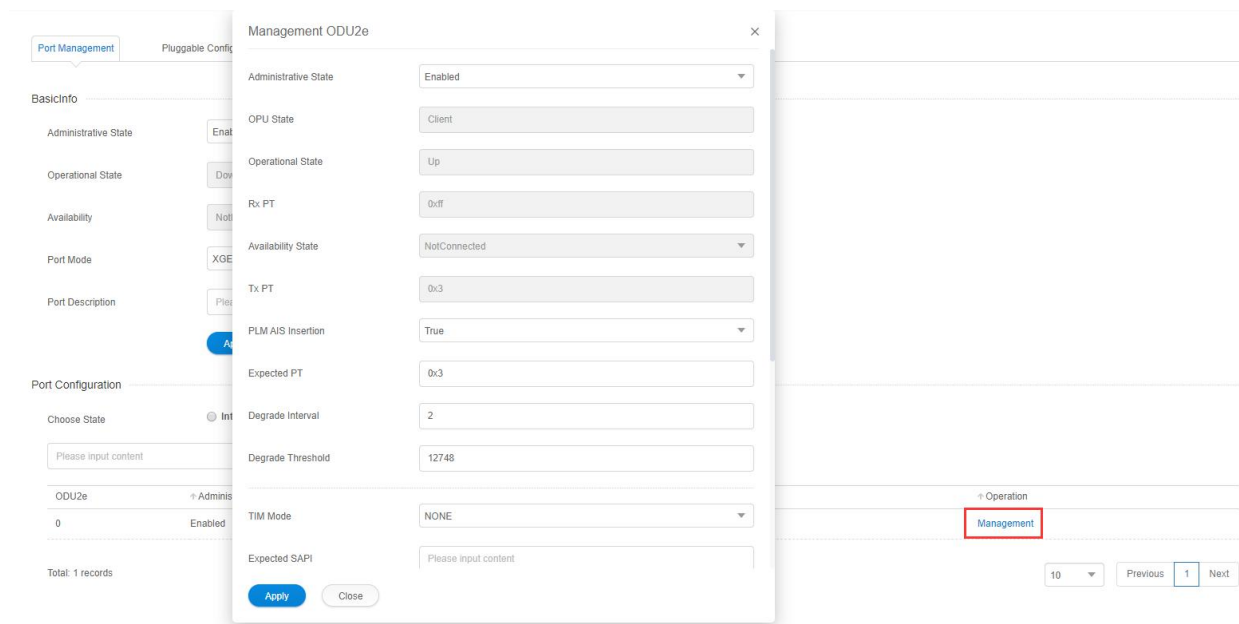 Port Management
Pluggable Config
BasicInfo
Administrative State
Operational State
Availability
Port Mode
XGE
Port Description
Port Configuration
Choose State
Please input content
ODU2e
0
Enabled
Total: 1 records
Management ODU2e
×
Administrative State
Enabled
OPU State
Client
Operational State
Up
Rx PT
0xff
Availability State
NotConnected
Tx PT
0x3
PLM AIS Insertion
True
Expected PT
0x3
Degrade Interval
2
Degrade Threshold
12748
TIM Mode
NONE
Expected SAPI
Please input content
Apply
Close
Operation
Management
10
Previous
1
Next